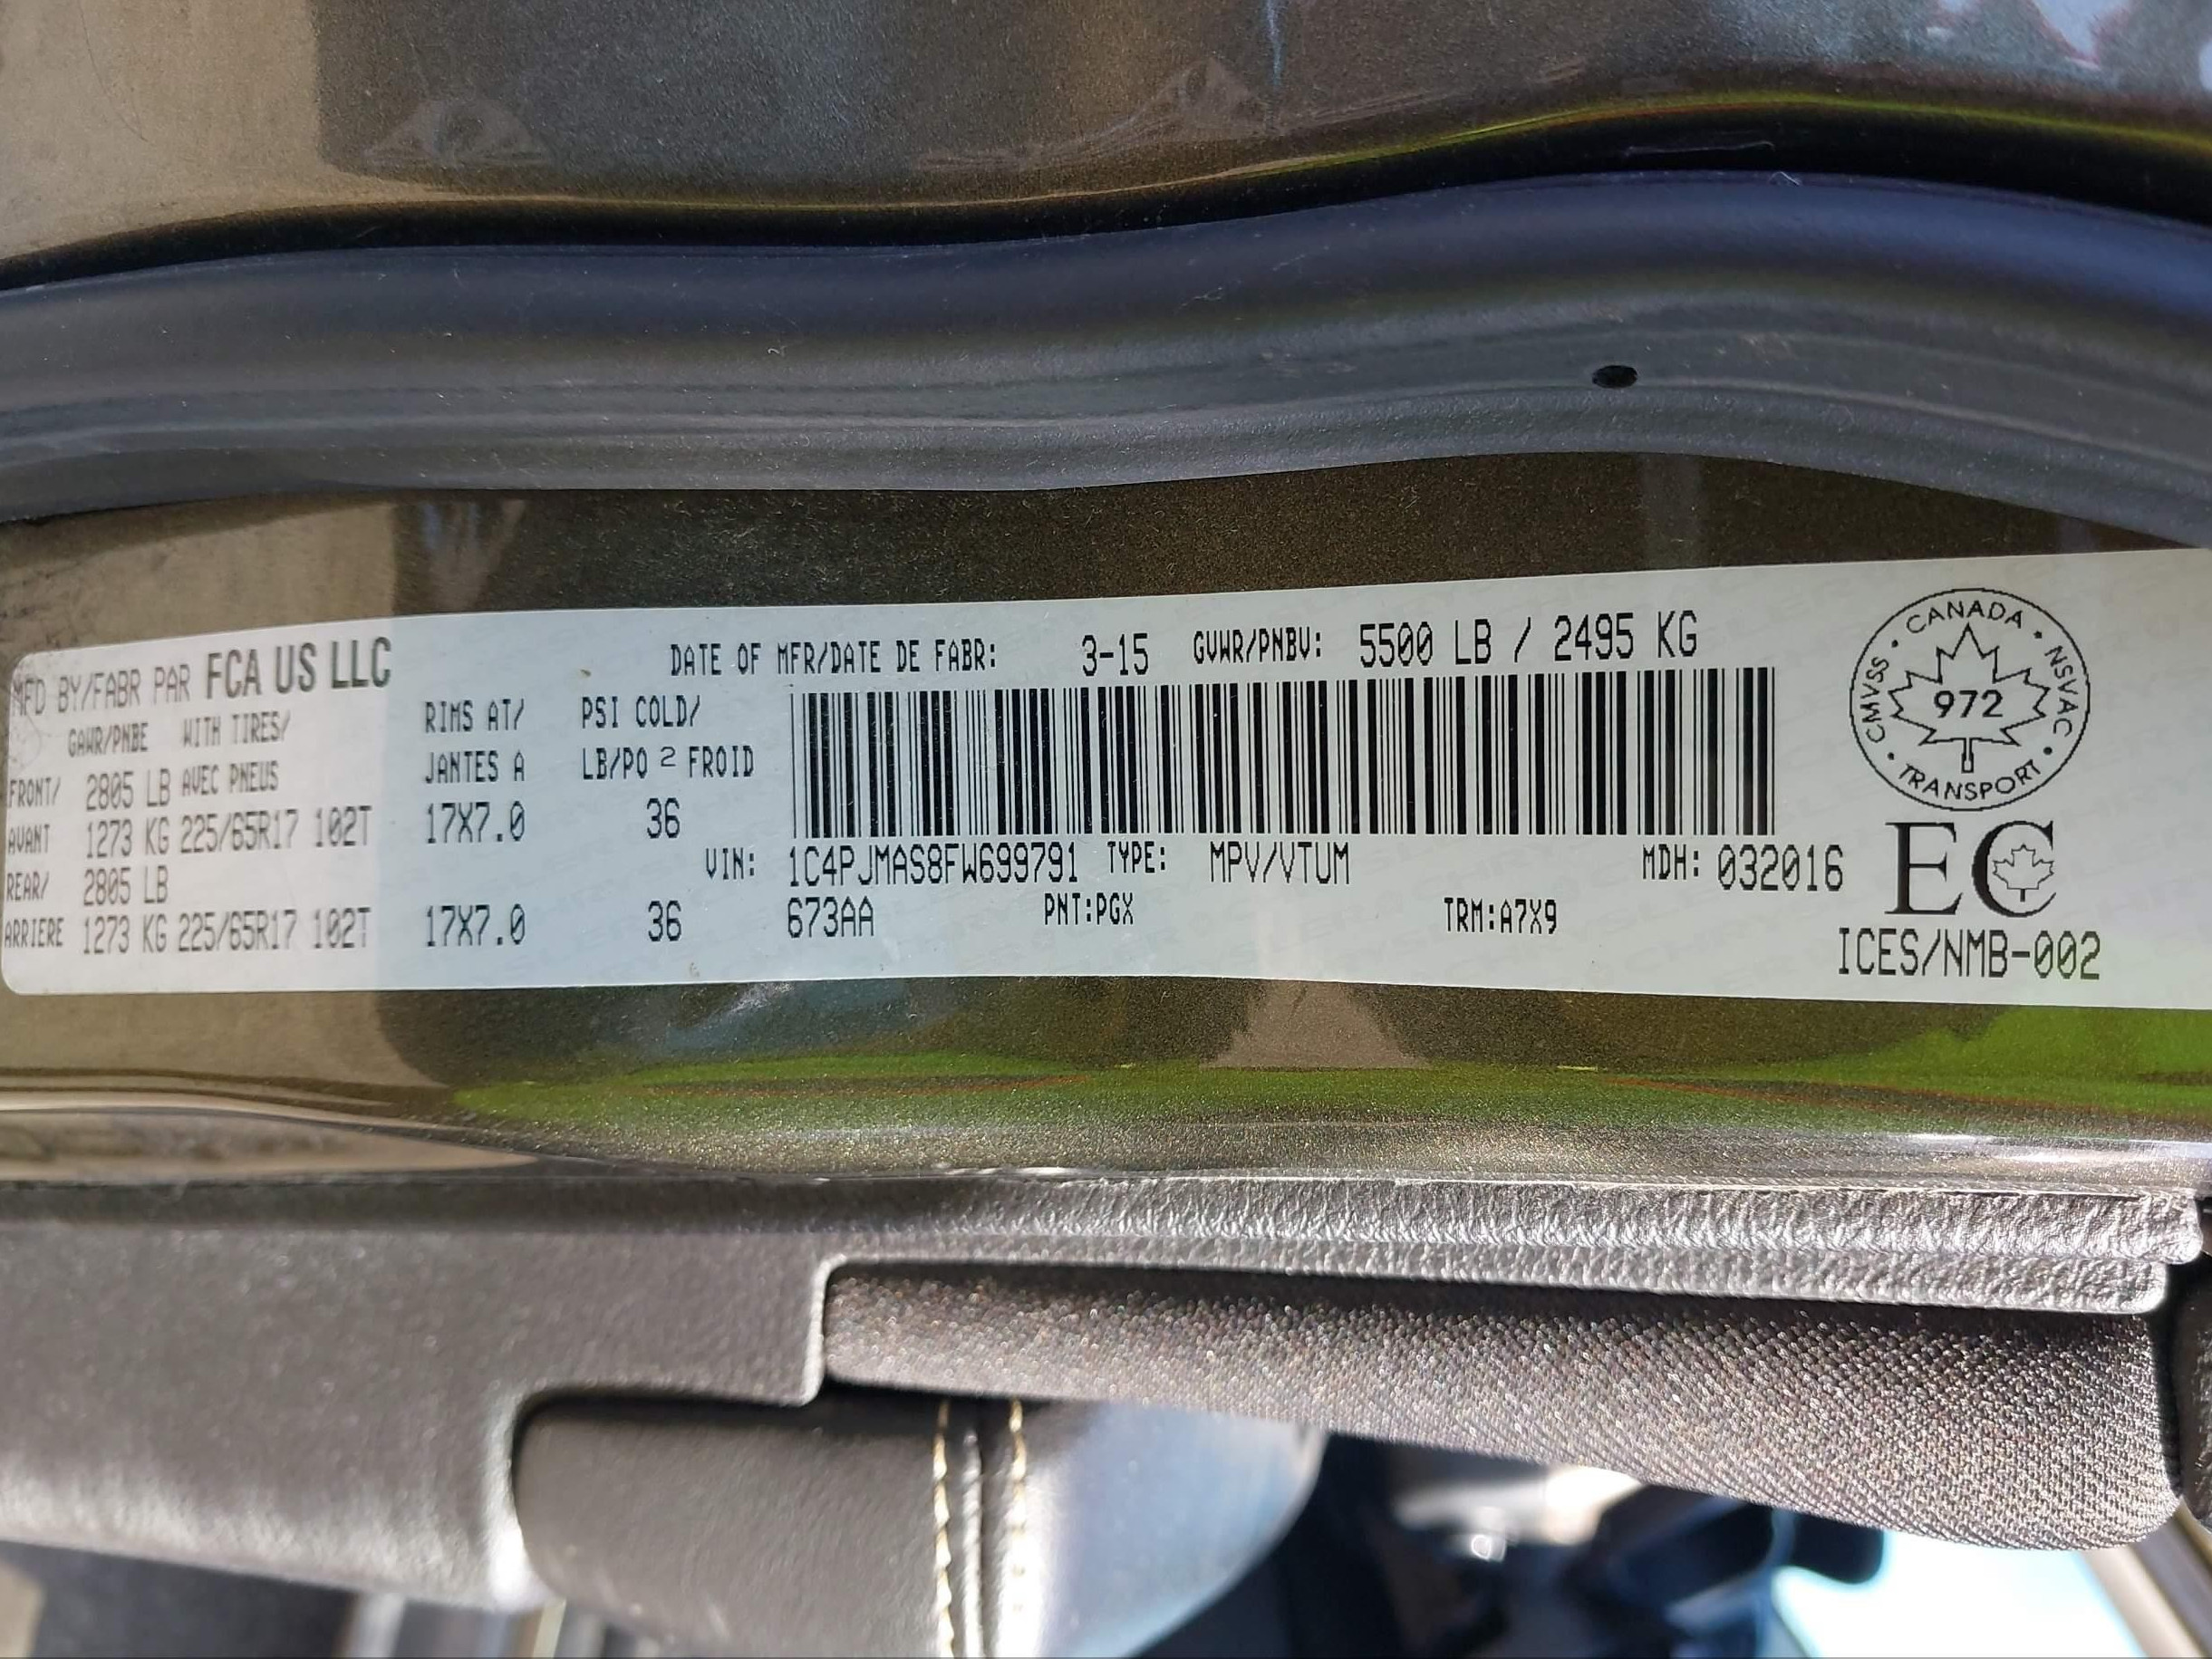 MFD BY/FABR PAR FCA US LLC
DATE OF MFR/DATE DE FABR: 3-15 GVWR/PNBV: 5500 LB / 2495 KG
GAWR/PNBE WITH TIRES/ RIMS AT/ PSI COLD/
AVEC PNEUS JANTES A LB/PO 2 FROID
FRONT/ 2805 LB
AVANT 1273 KG 225/65R17 102T 17X7.0 36
REAR/ 2805 LB
ARRIERE 1273 KG 225/65R17 102T 17X7.0 36
VIN: 1C4PJMAS8FW699791 TYPE: MPV/VTUM MDH: 032016
673AA PNT:PGX TRM:A7X9
CANADA • NSVAC • TRANSPORT • CMVSS •
972
EC
ICES/NMB-002